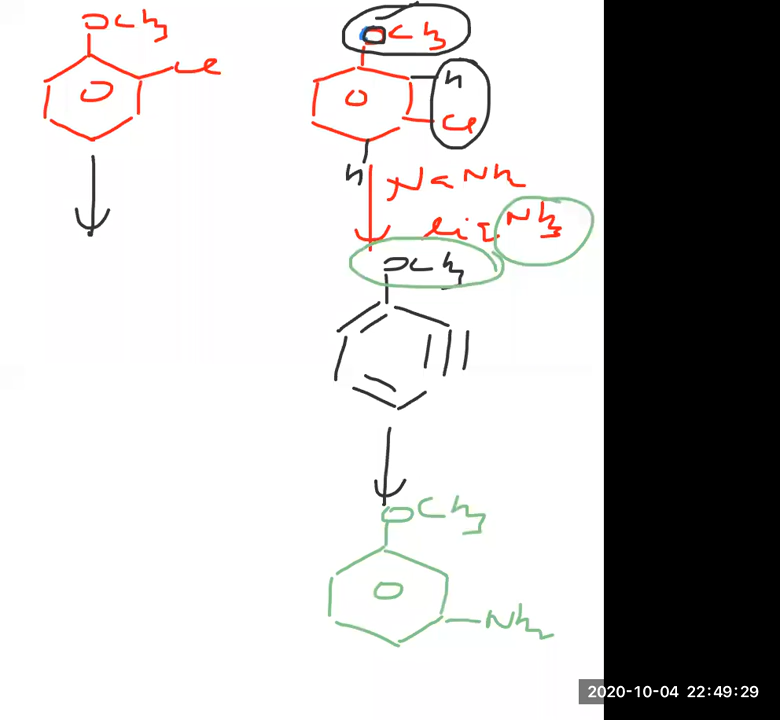 OCH3
Cl
OCH3
H
Cl
H
NaNH2
liq. NH3
OCH3
OCH3
NH2
2020-10-04 22:49:29